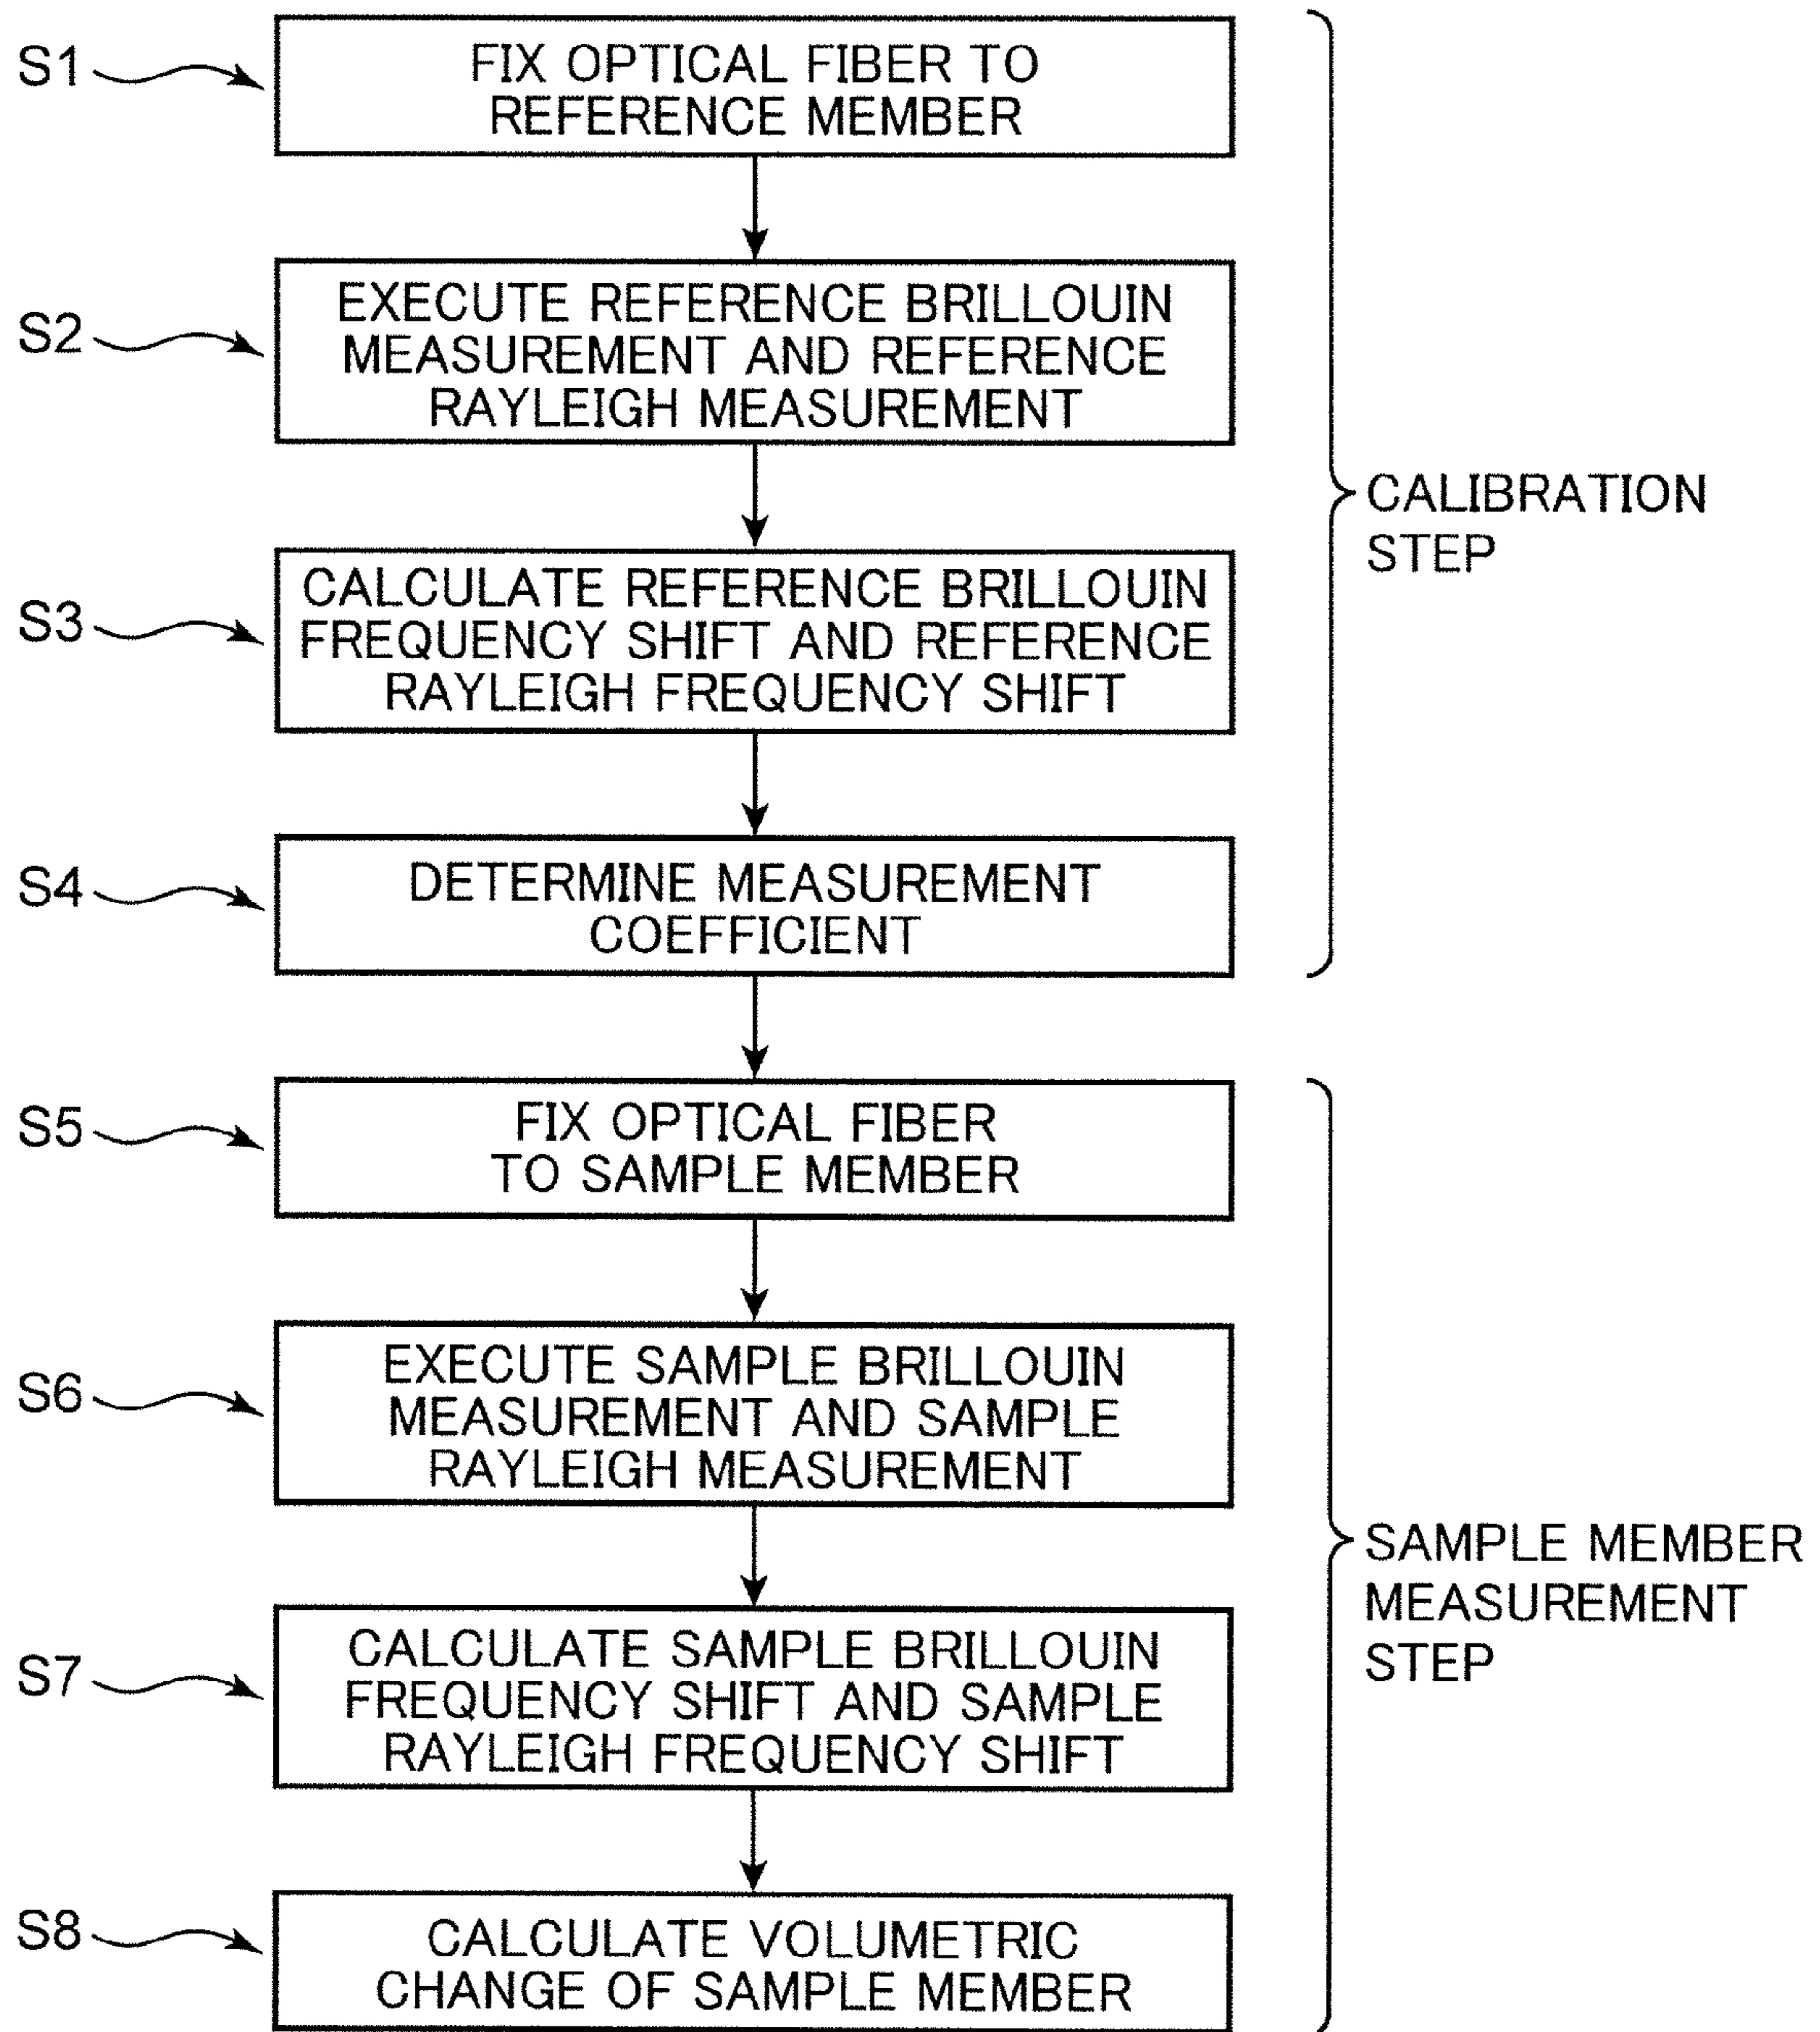 S1
FIX OPTICAL FIBER TO
REFERENCE MEMBER
S2
EXECUTE REFERENCE BRILLOUIN
MEASUREMENT AND REFERENCE
RAYLEIGH MEASUREMENT
CALIBRATION
STEP
S3
CALCULATE REFERENCE BRILLOUIN
FREQUENCY SHIFT AND REFERENCE
RAYLEIGH FREQUENCY SHIFT
S4
DETERMINE MEASUREMENT
COEFFICIENT
S5
FIX OPTICAL FIBER
TO SAMPLE MEMBER
S6
EXECUTE SAMPLE BRILLOUIN
MEASUREMENT AND SAMPLE
RAYLEIGH MEASUREMENT
SAMPLE MEMBER
MEASUREMENT
STEP
S7
CALCULATE SAMPLE BRILLOUIN
FREQUENCY SHIFT AND SAMPLE
RAYLEIGH FREQUENCY SHIFT
S8
CALCULATE VOLUMETRIC
CHANGE OF SAMPLE MEMBER